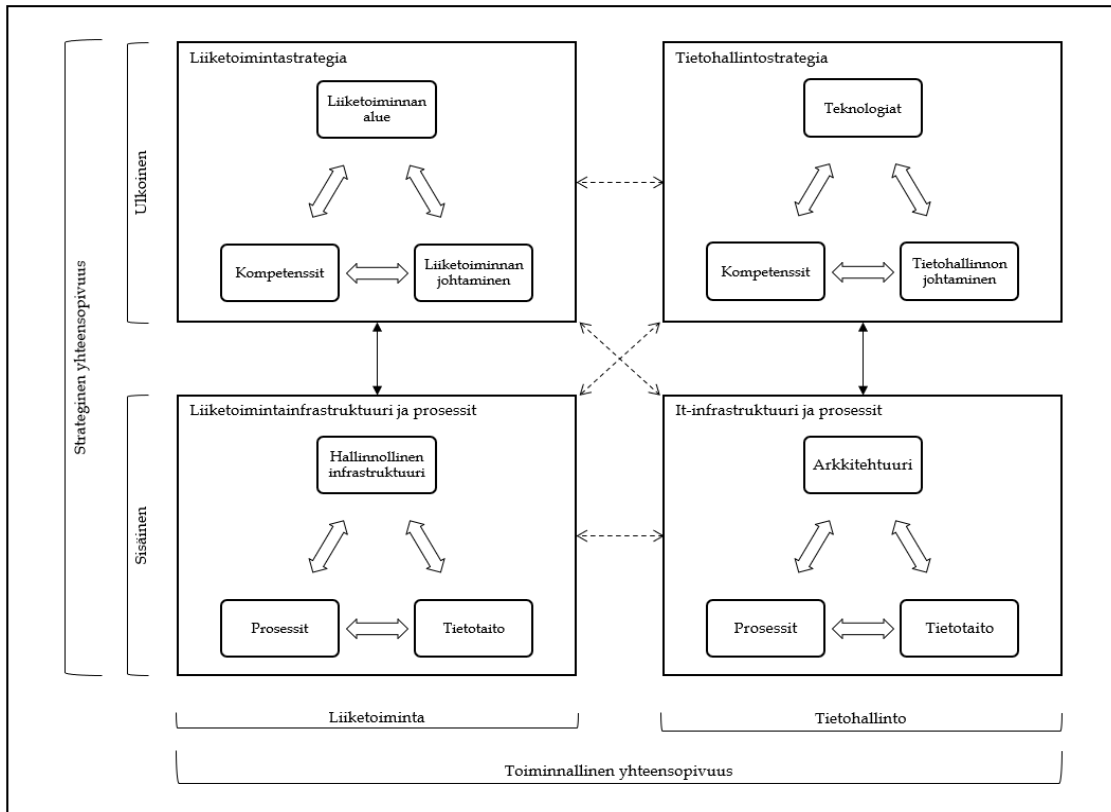 Strateginen yhteensopivuus
Ulkoinen
Liiketoimintastrategia
Liiketoiminnan
alue
Kompetenssit
Liiketoiminnan
johtaminen
Tietohallintostrategia
Teknologiat
Kompetenssit
Tietohallinnon
johtaminen
Sisäinen
Liiketoimintainfrastruktuuri ja prosessit
Hallinnollinen
infrastruktuuri
Prosessit
Tietotaito
It-infrastruktuuri ja prosessit
Arkkitehtuuri
Prosessit
Tietotaito
Liiketoiminta
Tietohallinto
Toiminnallinen yhteensopivuus